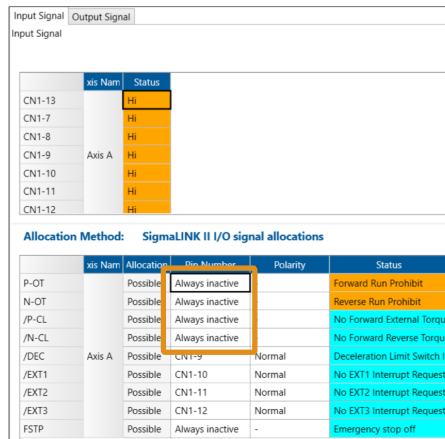 Input Signal Output Signal
Input Signal
xis Nam Status
CN1-13 Hi
CN1-7 Hi
CN1-8 Hi
CN1-9 Axis A Hi
CN1-10 Hi
CN1-11 Hi
CN1-12 Hi
Allocation Method: SigmaLINK II I/O signal allocations
xis Nam Allocation Pin Number Polarity Status
P-OT Possible Always inactive Forward Run Prohibit
N-OT Possible Always inactive - Reverse Run Prohibit
/P-CL Possible Always inactive No Forward External Torqu
/N-CL Possible Always inactive No Forward Reverse Torqu
/DEC Axis A Possible CN1-9 Normal Deceleration Limit Switch I
/EXT1 Possible CN1-10 Normal No EXT1 Interrupt Request
/EXT2 Possible CN1-11 Normal No EXT2 Interrupt Request
/EXT3 Possible CN1-12 Normal No EXT3 Interrupt Request
FSTP Possible Always inactive - Emergency stop off